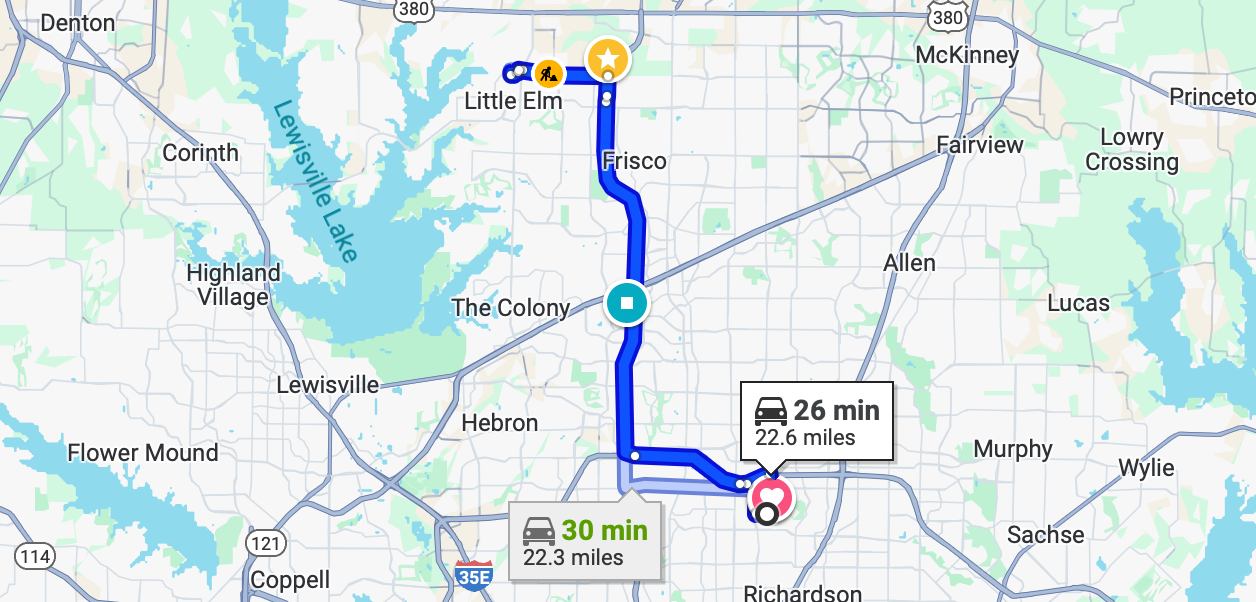 380
Denton
380
McKinney
Princeto
Little Elm
Lewisville Lake
Corinth
Frisco
Fairview
Lowry
Crossing
Highland
Village
Allen
The Colony
Lucas
Lewisville
26 min
22.6 miles
Hebron
Flower Mound
Murphy
Wylie
30 min
22.3 miles
Sachse
121
114
35E
Coppell
Richardson